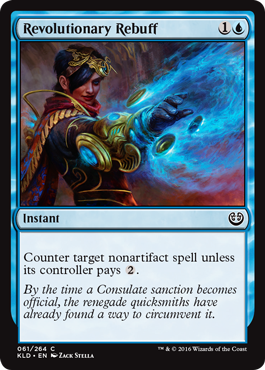 Revolutionary Rebuff 1
Instant
Counter target nonartifact spell unless
its controller pays 2.
By the time a Consulate sanction becomes
official, the renegade quicksmiths have
already found a way to circumvent it.
061/264 C
KLD • EN Zack Stella
™ & © 2016 Wizards of the Coast